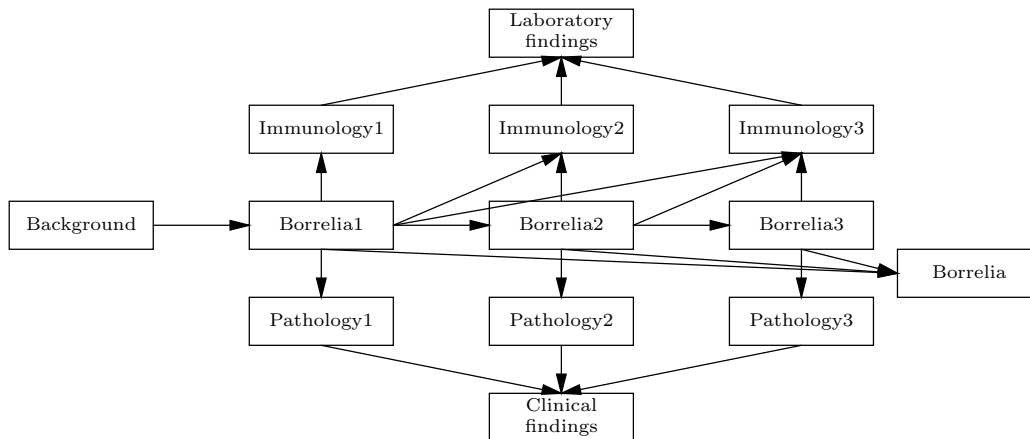 Laboratory
findings
Immunology1
Immunology2
Immunology3
Background
Borrelia1
Borrelia2
Borrelia3
Borrelia
Pathology1
Pathology2
Pathology3
Clinical
findings